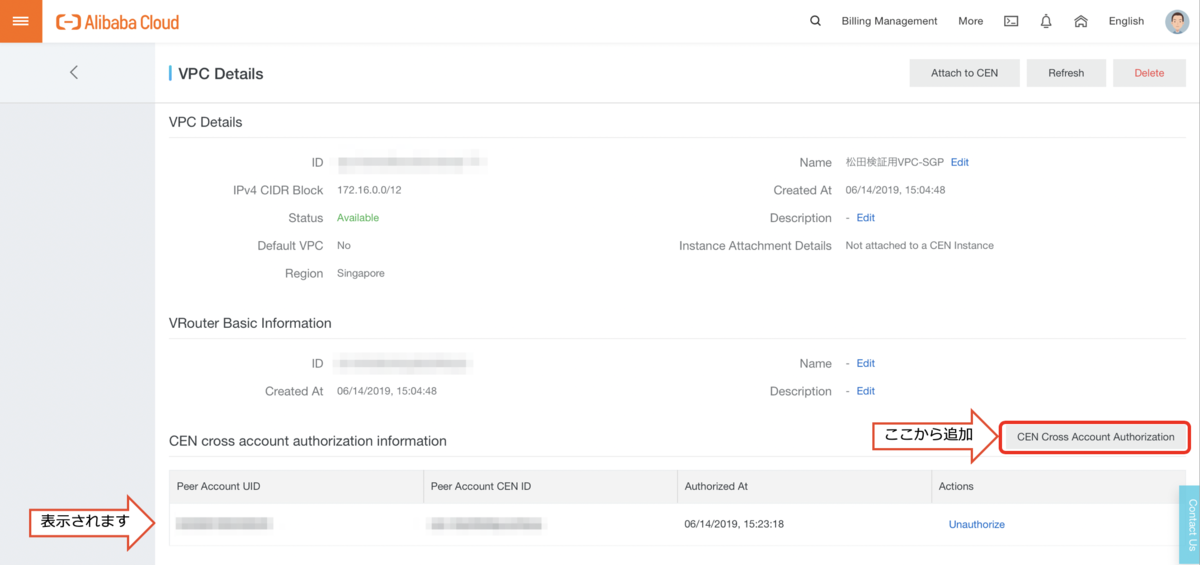 Alibaba Cloud
Billing Management More English
VPC Details
Attach to CEN Refresh Delete
VPC Details
ID
Name 松田検証用VPC-SGP Edit
IPv4 CIDR Block 172.16.0.0/12
Created At 06/14/2019, 15:04:48
Status Available
Description - Edit
Default VPC No
Instance Attachment Details Not attached to a CEN Instance
Region Singapore
VRouter Basic Information
ID
Name - Edit
Created At 06/14/2019, 15:04:48
Description - Edit
CEN cross account authorization information
ここから追加
CEN Cross Account Authorization
Peer Account UID Peer Account CEN ID Authorized At Actions
表示されます
06/14/2019, 15:23:18 Unauthorize
Contact Us